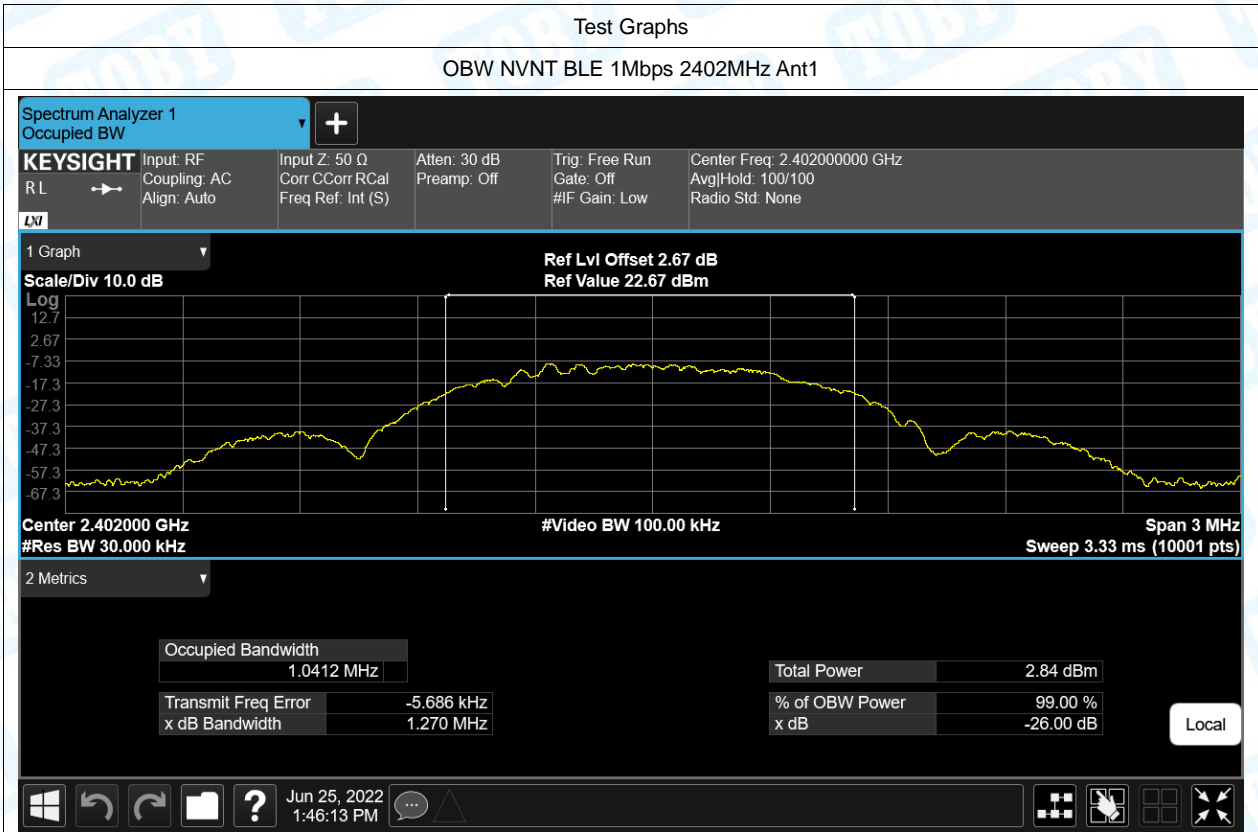 Test Graphs
OBW NVNT BLE 1Mbps 2402MHz Ant1
Spectrum Analyzer 1
Occupied BW
KEYSIGHT
R L
LXI
Input: RF
Coupling: AC
Align: Auto
Input Z: 50 Ω
Corr CCorr RCal
Freq Ref: Int (S)
Atten: 30 dB
Preamp: Off
Trig: Free Run
Gate: Off
#IF Gain: Low
Center Freq: 2.402000000 GHz
Avg|Hold: 100/100
Radio Std: None
1 Graph
Scale/Div 10.0 dB
Ref Lvl Offset 2.67 dB
Ref Value 22.67 dBm
Log
12.7
2.67
-7.33
-17.3
-27.3
-37.3
-47.3
-57.3
-67.3
Center 2.402000 GHz
#Video BW 100.00 kHz
Span 3 MHz
#Res BW 30.000 kHz
Sweep 3.33 ms (10001 pts)
2 Metrics
Occupied Bandwidth
1.0412 MHz
Total Power 2.84 dBm
Transmit Freq Error -5.686 kHz
% of OBW Power 99.00 %
x dB Bandwidth 1.270 MHz
x dB -26.00 dB
Local
?
Jun 25, 2022
1:46:13 PM
TOBY